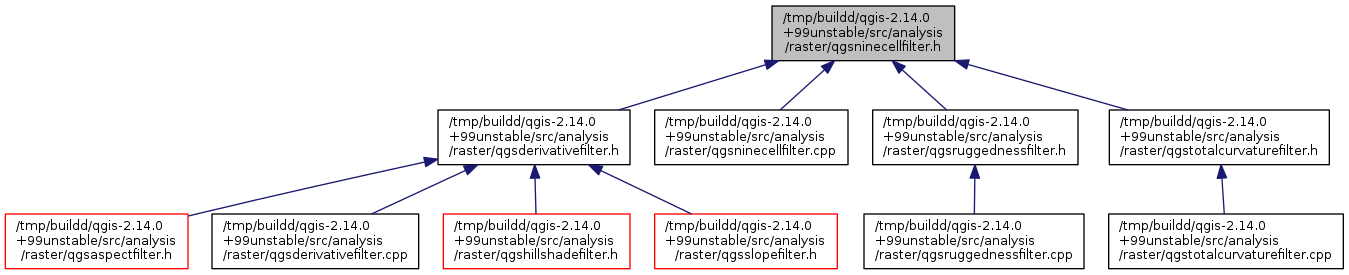 /tmp/buildd/qgis-2.14.0
+99unstable/src/analysis
/raster/qgsninecellfilter.h
/tmp/buildd/qgis-2.14.0
+99unstable/src/analysis
/raster/qgsderivativefilter.h
/tmp/buildd/qgis-2.14.0
+99unstable/src/analysis
/raster/qgsninecellfilter.cpp
/tmp/buildd/qgis-2.14.0
+99unstable/src/analysis
/raster/qgsruggednessfilter.h
/tmp/buildd/qgis-2.14.0
+99unstable/src/analysis
/raster/qgstotalcurvaturefilter.h
/tmp/buildd/qgis-2.14.0
+99unstable/src/analysis
/raster/qgsaspectfilter.h
/tmp/buildd/qgis-2.14.0
+99unstable/src/analysis
/raster/qgsderivativefilter.cpp
/tmp/buildd/qgis-2.14.0
+99unstable/src/analysis
/raster/qgshillshadefilter.h
/tmp/buildd/qgis-2.14.0
+99unstable/src/analysis
/raster/qgsslopefilter.h
/tmp/buildd/qgis-2.14.0
+99unstable/src/analysis
/raster/qgsruggednessfilter.cpp
/tmp/buildd/qgis-2.14.0
+99unstable/src/analysis
/raster/qgstotalcurvaturefilter.cpp